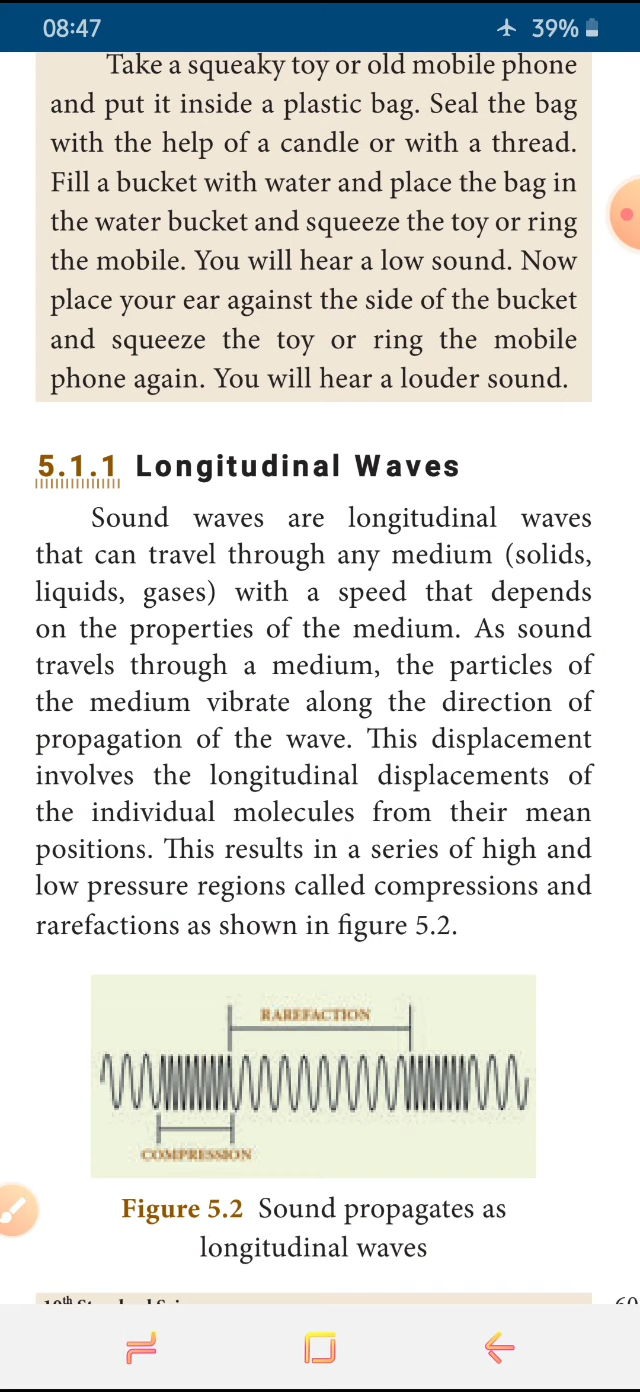 08:47
39%
Take a squeaky toy or old mobile phone
and put it inside a plastic bag. Seal the bag
with the help of a candle or with a thread.
Fill a bucket with water and place the bag in
the water bucket and squeeze the toy or ring
the mobile. You will hear a low sound. Now
place your ear against the side of the bucket
and squeeze the toy or ring the mobile
phone again. You will hear a louder sound.
5.1.1 Longitudinal Waves
Sound waves are longitudinal waves
that can travel through any medium (solids,
liquids, gases) with a speed that depends
on the properties of the medium. As sound
travels through a medium, the particles of
the medium vibrate along the direction of
propagation of the wave. This displacement
involves the longitudinal displacements of
the individual molecules from their mean
positions. This results in a series of high and
low pressure regions called compressions and
rarefactions as shown in figure 5.2.
RAREFACTION
COMPRESSION
Figure 5.2 Sound propagates as
longitudinal waves